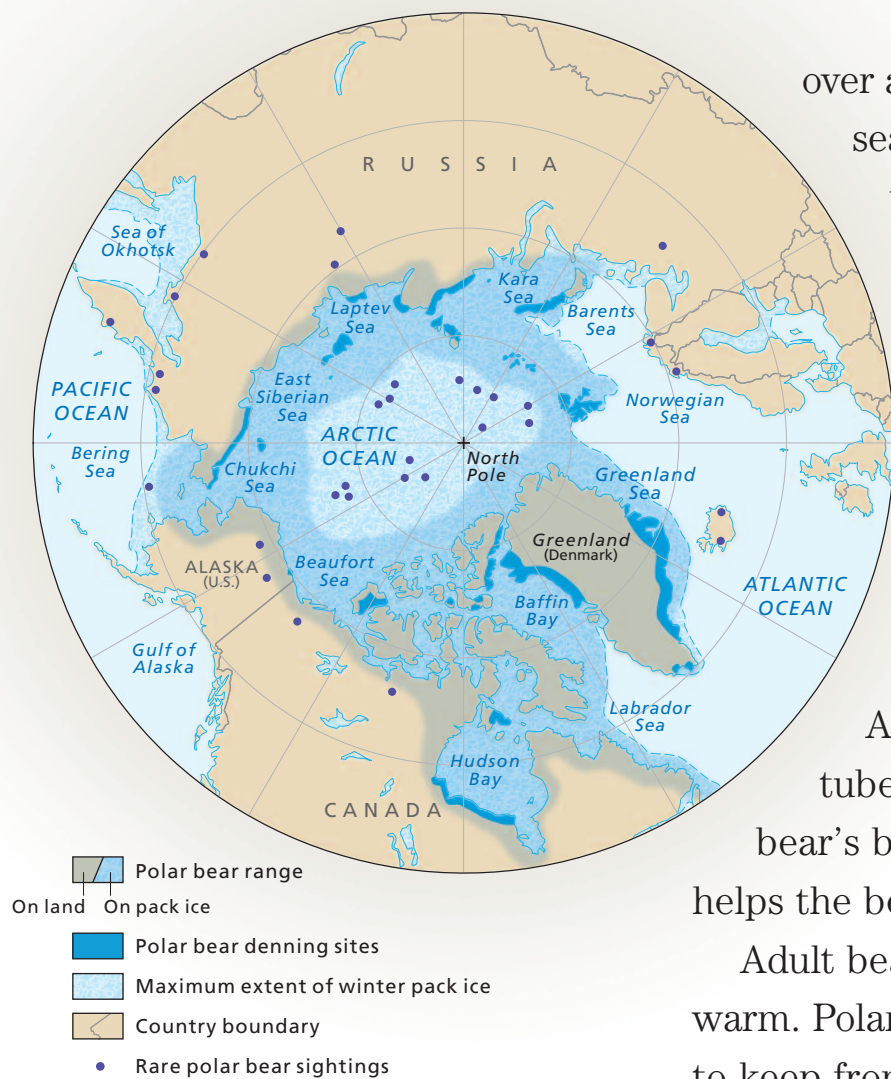 RUSSIA
Sea of
Okhotsk
Kara
Sea
Laptev
Sea
Barents
Sea
PACIFIC
OCEAN
East
Siberian
Sea
Norwegian
Sea
ARCTIC
OCEAN
Bering
Sea
Chukchi
Sea
North
Pole
Greenland
Sea
Greenland
(Denmark)
ALASKA
(U.S.)
Beaufort
Sea
Baffin
Bay
ATLANTIC
OCEAN
Gulf of
Alaska
Labrador
Sea
Hudson
Bay
CANADA
Polar bear range
On land On pack ice
Polar bear denning sites
Maximum extent of winter pack ice
Country boundary
Rare polar bear sightings
over
tube
bear's b
helps the be
Adult bea
warm. Polar
to keep from